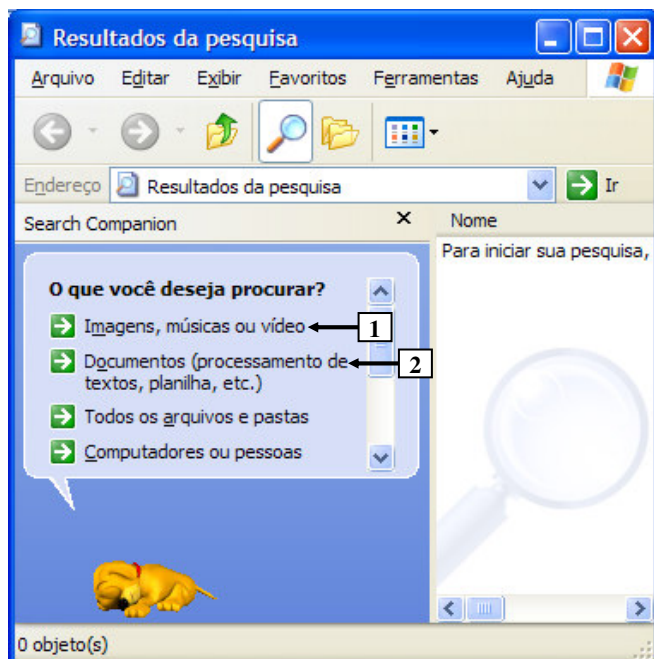 Resultados da pesquisa
Arquivo Editar Exibir Favoritos Ferramentas Ajuda
Endereço Resultados da pesquisa Ir
Search Companion
Nome
Para iniciar sua pesquisa,
O que você deseja procurar?
Imagens, músicas ou vídeo 1
Documentos (processamento de 2
textos, planilha, etc.)
Todos os arquivos e pastas
Computadores ou pessoas
0 objeto(s)